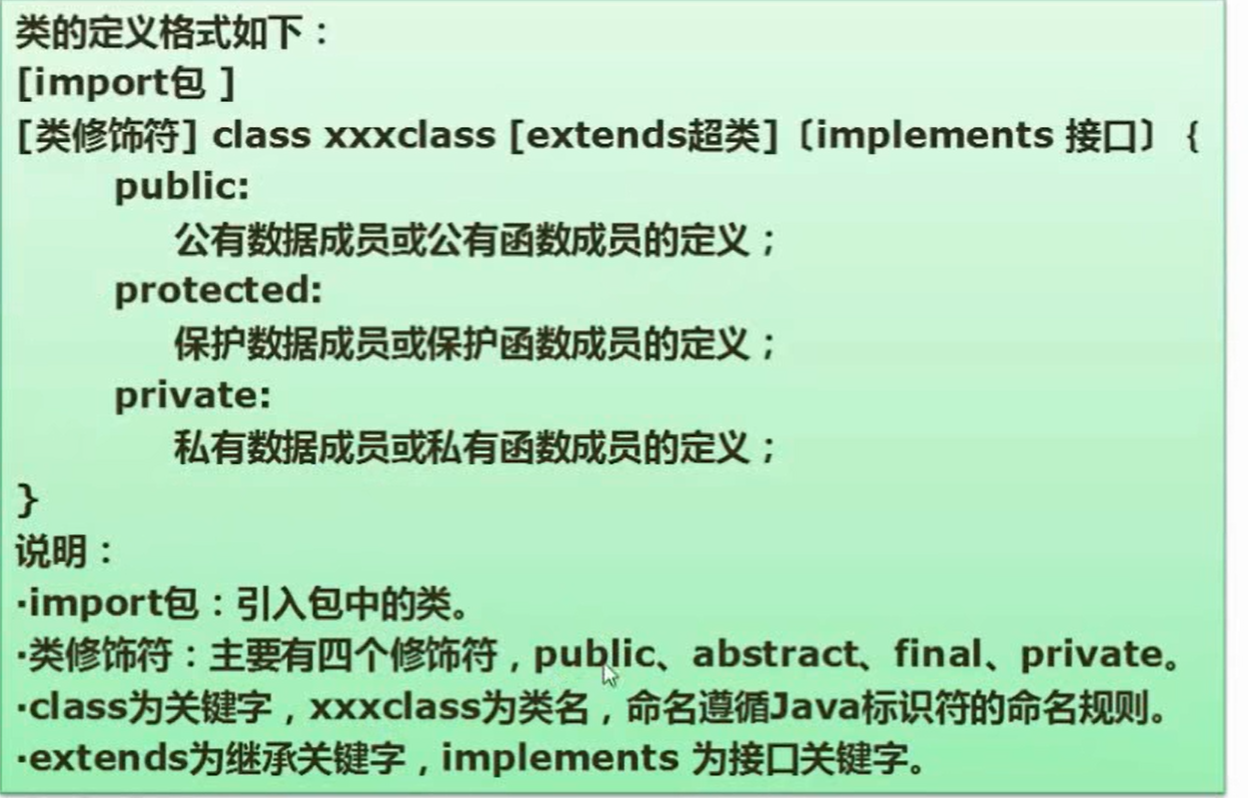 类的定义格式如下：
[import包 ]
[类修饰符] class xxxclass [extends超类]〔implements 接口〕{
public:
公有数据成员或公有函数成员的定义；
protected:
保护数据成员或保护函数成员的定义；
private:
私有数据成员或私有函数成员的定义；
}
说明：
·import包：引入包中的类。
·类修饰符：主要有四个修饰符，public、abstract、final、private。
·class为关键字，xxxclass为类名，命名遵循Java标识符的命名规则。
·extends为继承关键字，implements 为接口关键字。